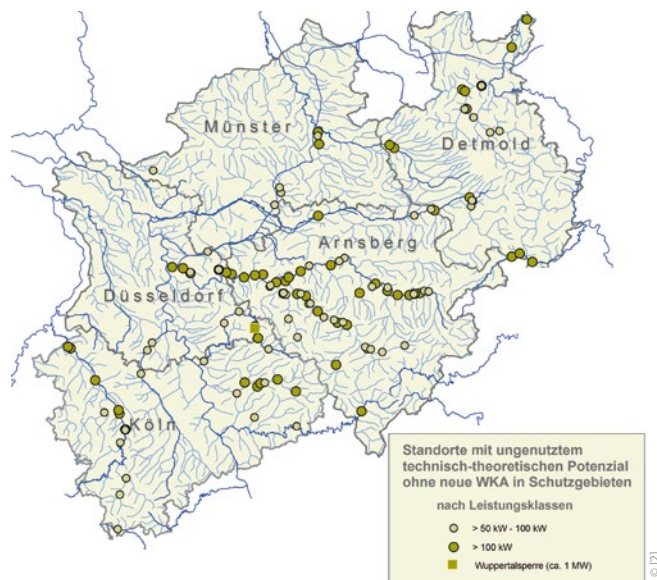 Münster
Detmold
Arnsberg
Düsseldorf
Köln
Standorte mit ungenutztem
technisch-theoretischen Potenzial
ohne neue WKA in Schutzgebieten
nach Leistungsklassen
> 50 kW - 100 kW
> 100 kW
Wuppertalsperre (ca. 1 MW)